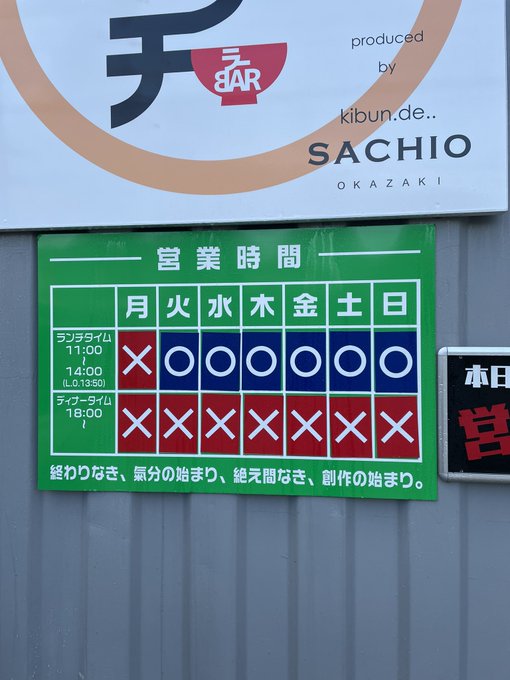 チ
ラー
BAR
produced
by
kibun.de..
SACHIO
OKAZAKI
営業時間
月 火 水 木 金 土 日
ランチタイム
11:00
～
14:00
(L.O.13:50)
× ○ ○ ○ ○ ○ ○
ディナータイム
18:00
～
× × × × × × ×
終わりなき、氣分の始まり、絶え間なき、創作の始まり。
本日
営